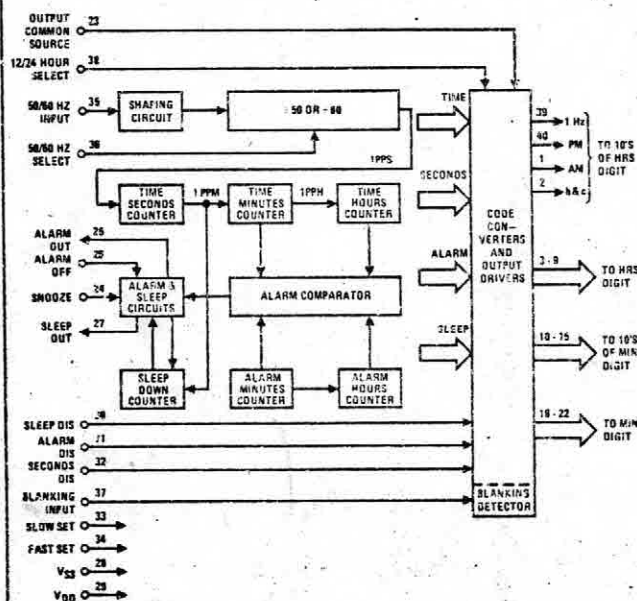 OUTPUT
COMMON
SOURCE
23
12/24 HOUR
SELECT
38
50/60 HZ
INPUT
35
SHAPING
CIRCUIT
50/60 HZ
SELECT
36
1PPS
TIME
SECONDS
COUNTER
1 PPM
TIME
MINUTES
COUNTER
1PPH
TIME
HOURS
COUNTER
ALARM
OUT
ALARM
OFF
25
SNOOZE
24
SLEEP
OUT
27
ALARM &
SLEEP
CIRCUITS
ALARM COMPARATOR
SLEEP
DOWN
COUNTER
ALARM
MINUTES
COUNTER
ALARM
HOURS
COUNTER
SLEEP DIS
ALARM
DIS
SECONDS
DIS
32
BLANKING
INPUT
37
SLOW SET
33
FAST SET
34
VSS
28
VDD
29
TIME
SECONDS
ALARM
SLEEP
CODE
CON-
VERTERS
AND
OUTPUT
DRIVERS
BLANKING
DETECTOR
39
1 Hz
40
PM
1
AM
2
b&c
TO 10'S
OF HRS
DIGIT
3 - 9
TO HRS
DIGIT
10 - 15
TO 10'S
OF MIN
DIGIT
16 - 22
TO MIN
DIGIT